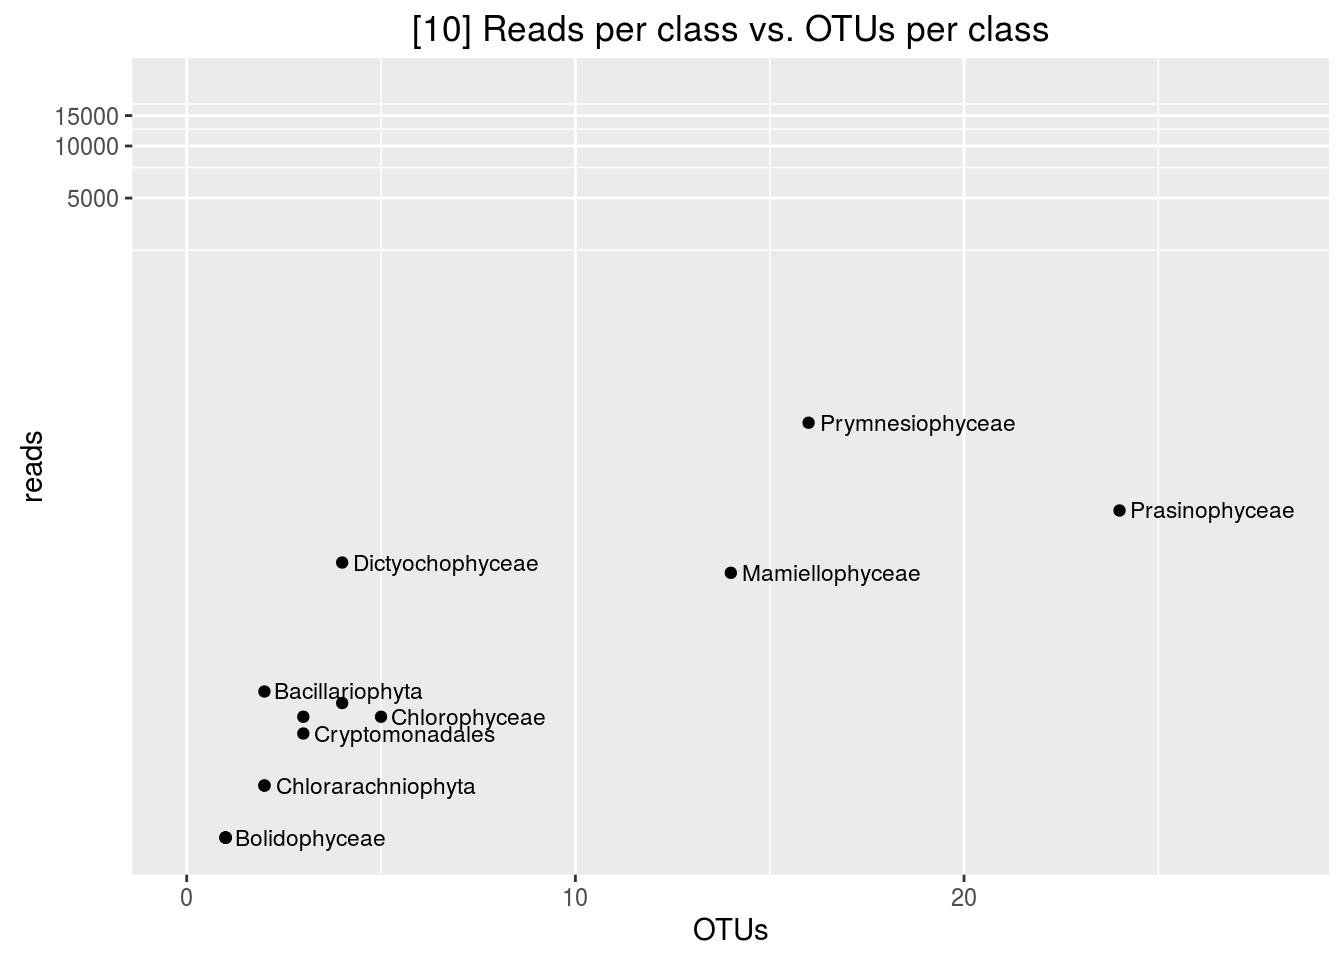 [10] Reads per class vs. OTUs per class
15000
10000
5000
reads
Prymnesiophyceae
Prasinophyceae
Dictyochophyceae
Mamiellophyceae
Bacillariophyta
Chlorophyceae
Cryptomonadales
Chlorarachniophyta
Bolidophyceae
0 10 20
OTUs